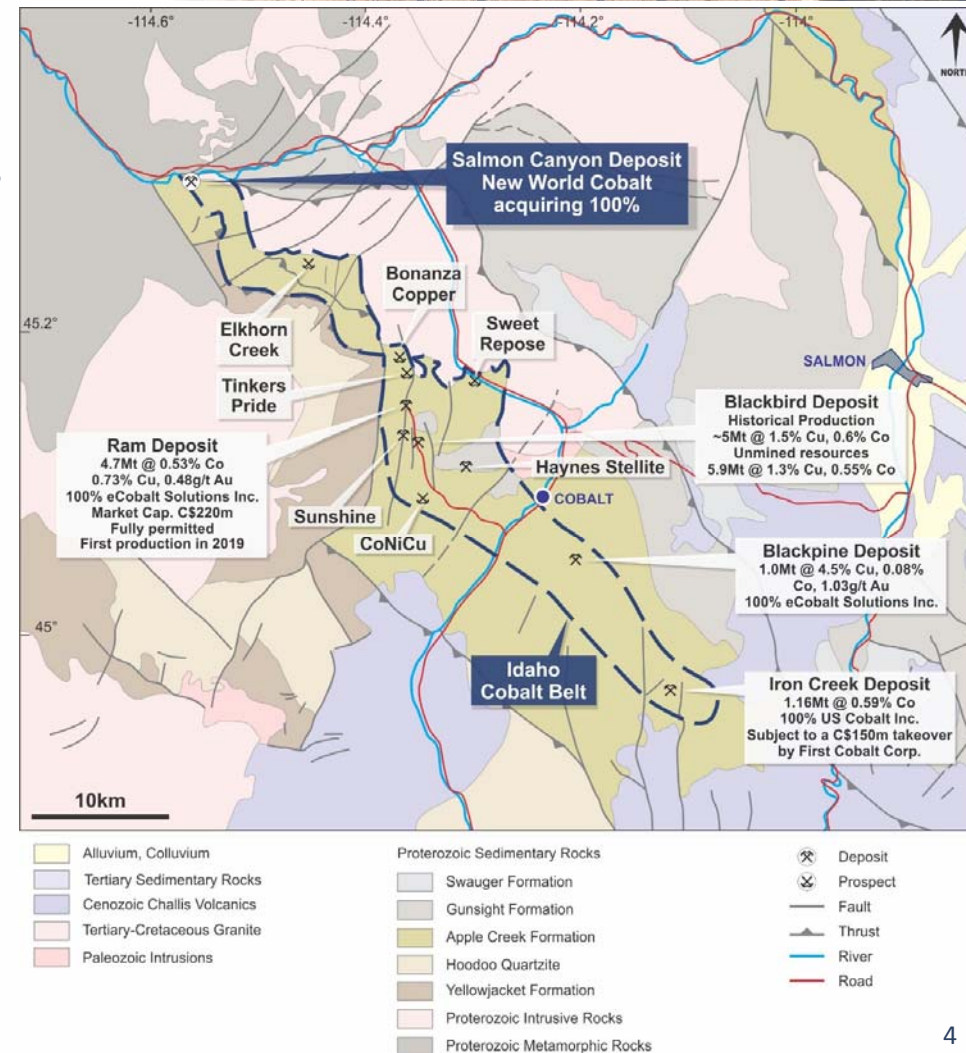 -114.6°
-114.4°
-114.2°
-114°
NORTH
Salmon Canyon Deposit
New World Cobalt
acquiring 100%
Bonanza
Copper
Elkhorn
Creek
Sweet
Repose
45.2°
Tinkers
Pride
SALMON
Ram Deposit
4.7Mt @ 0.53% Co
0.73% Cu, 0.48g/t Au
100% eCobalt Solutions Inc.
Market Cap. C$220m
Fully permitted
First production in 2019
Blackbird Deposit
Historical Production
~5Mt @ 1.5% Cu, 0.6% Co
Unmined resources
5.9Mt @ 1.3% Cu, 0.55% Co
Haynes Stellite
Sunshine
COBALT
CoNiCu
Blackpine Deposit
1.0Mt @ 4.5% Cu, 0.08%
Co, 1.03g/t Au
100% eCobalt Solutions Inc.
45°
Idaho
Cobalt Belt
Iron Creek Deposit
1.16Mt @ 0.59% Co
100% US Cobalt Inc.
Subject to a C$150m takeover
by First Cobalt Corp.
10km
Alluvium, Colluvium
Tertiary Sedimentary Rocks
Cenozoic Challis Volcanics
Tertiary-Cretaceous Granite
Paleozoic Intrusions
Proterozoic Sedimentary Rocks
Swauger Formation
Gunsight Formation
Apple Creek Formation
Hoodoo Quartzite
Yellowjacket Formation
Proterozoic Intrusive Rocks
Proterozoic Metamorphic Rocks
Deposit
Prospect
Fault
Thrust
River
Road
4